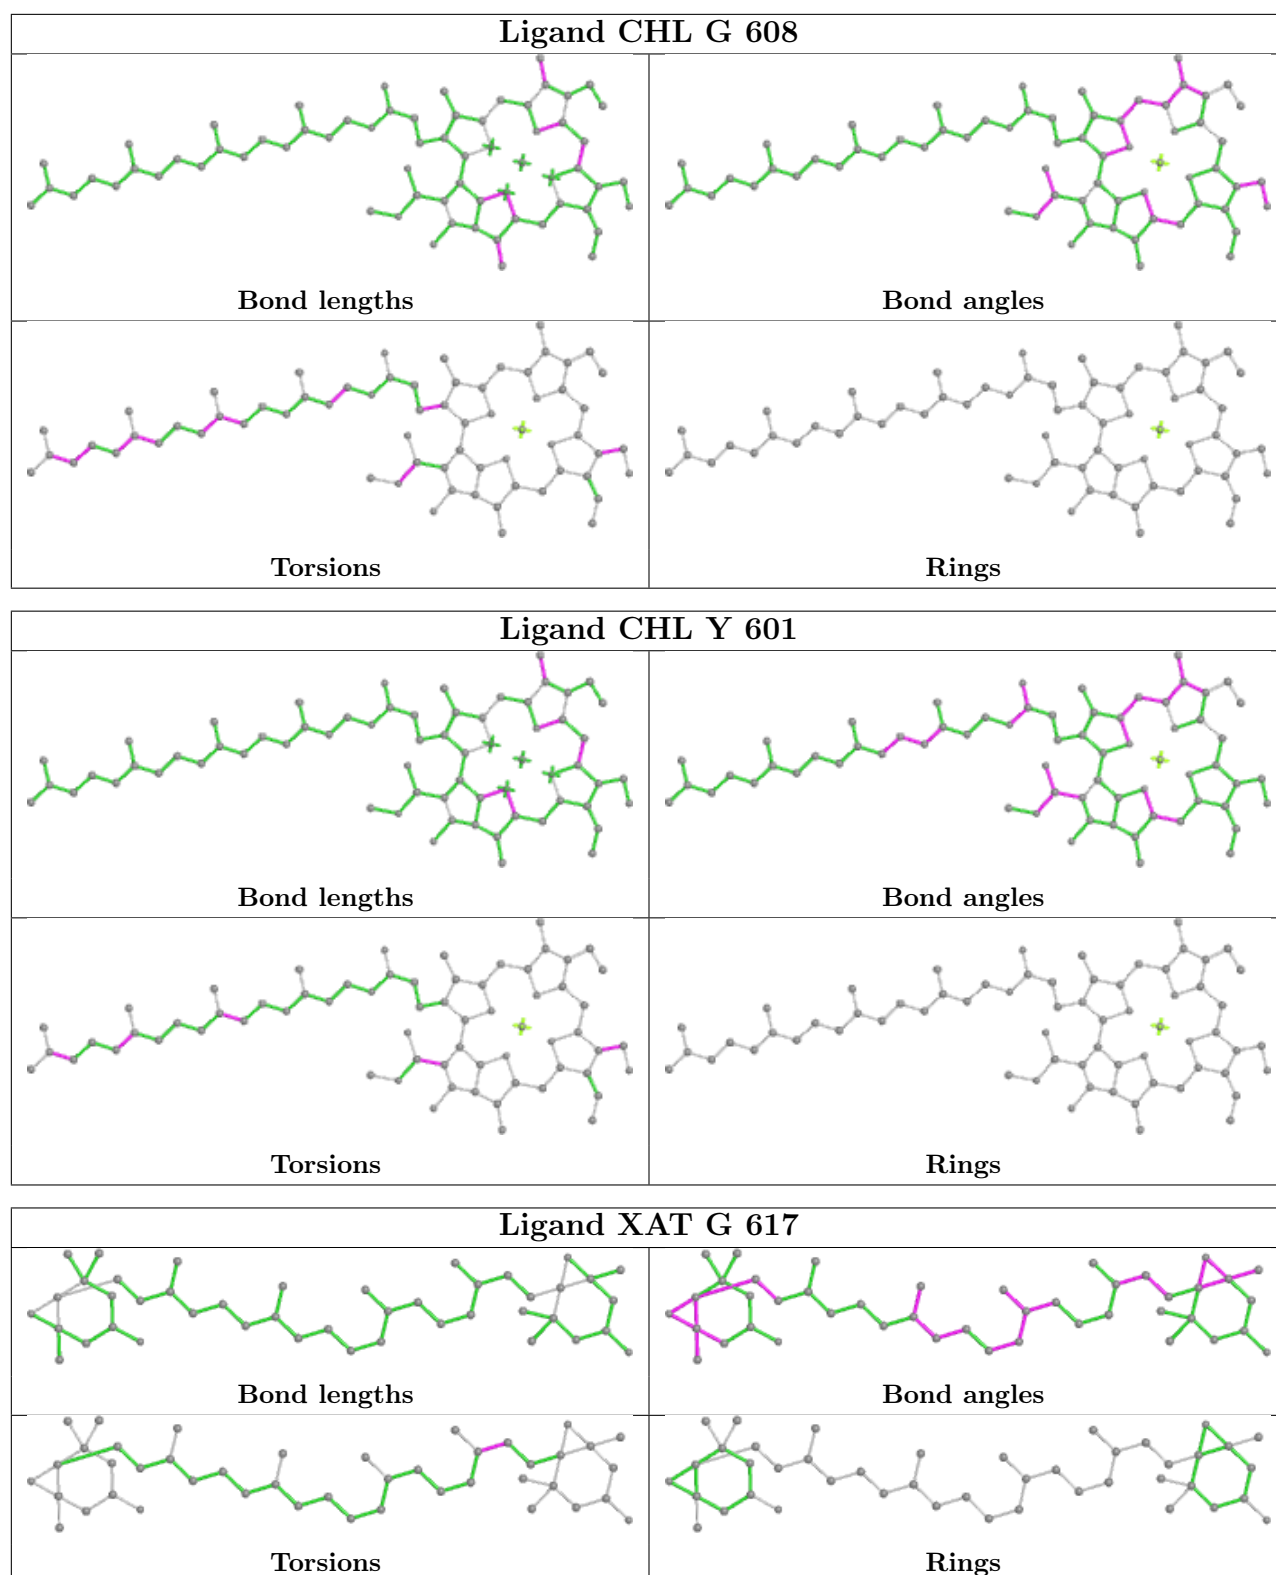 Ligand CHL G 608
Bond lengths
Bond angles
Torsions
Rings
Ligand CHL Y 601
Bond lengths
Bond angles
Torsions
Rings
Ligand XAT G 617
Bond lengths
Bond angles
Torsions
Rings